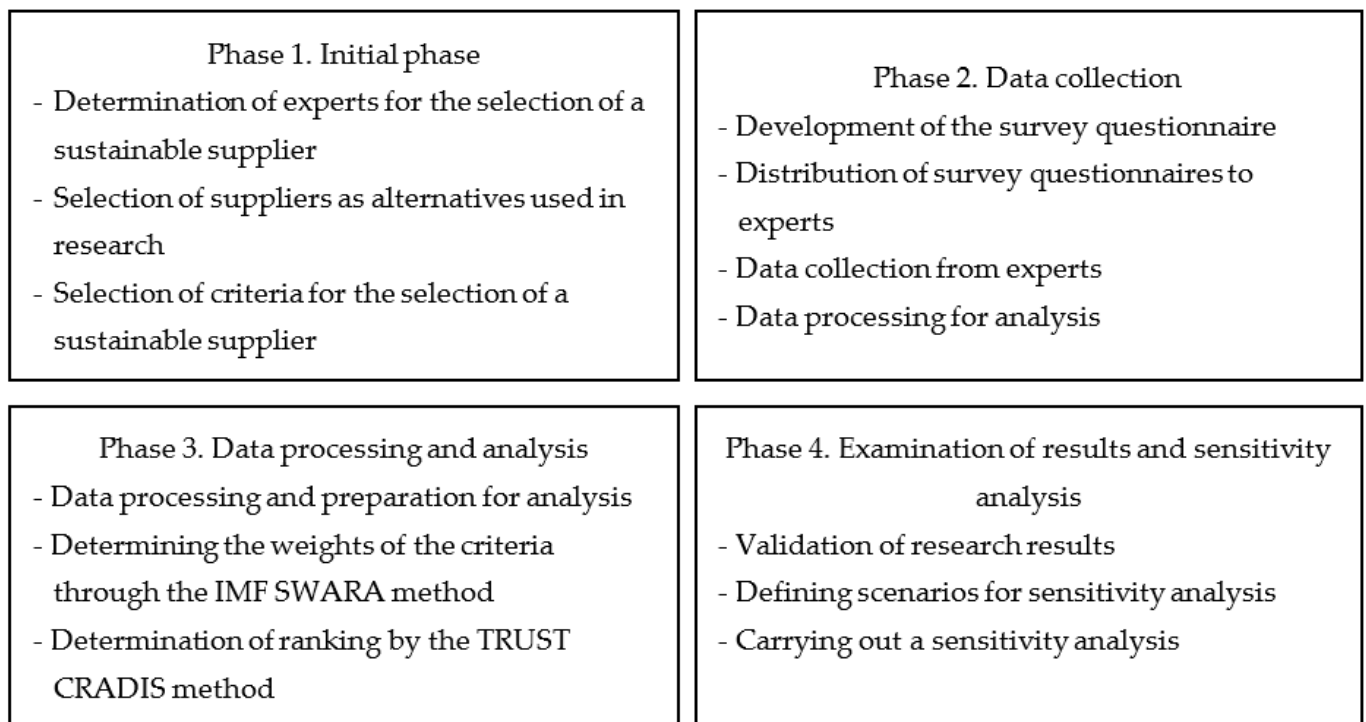 Phase 1. Initial phase
- Determination of experts for the selection of a
sustainable supplier
- Selection of suppliers as alternatives used in
research
- Selection of criteria for the selection of a
sustainable supplier
Phase 2. Data collection
- Development of the survey questionnaire
- Distribution of survey questionnaires to
experts
- Data collection from experts
- Data processing for analysis
Phase 3. Data processing and analysis
- Data processing and preparation for analysis
- Determining the weights of the criteria
through the IMF SWARA method
- Determination of ranking by the TRUST
CRADIS method
Phase 4. Examination of results and sensitivity
analysis
- Validation of research results
- Defining scenarios for sensitivity analysis
- Carrying out a sensitivity analysis